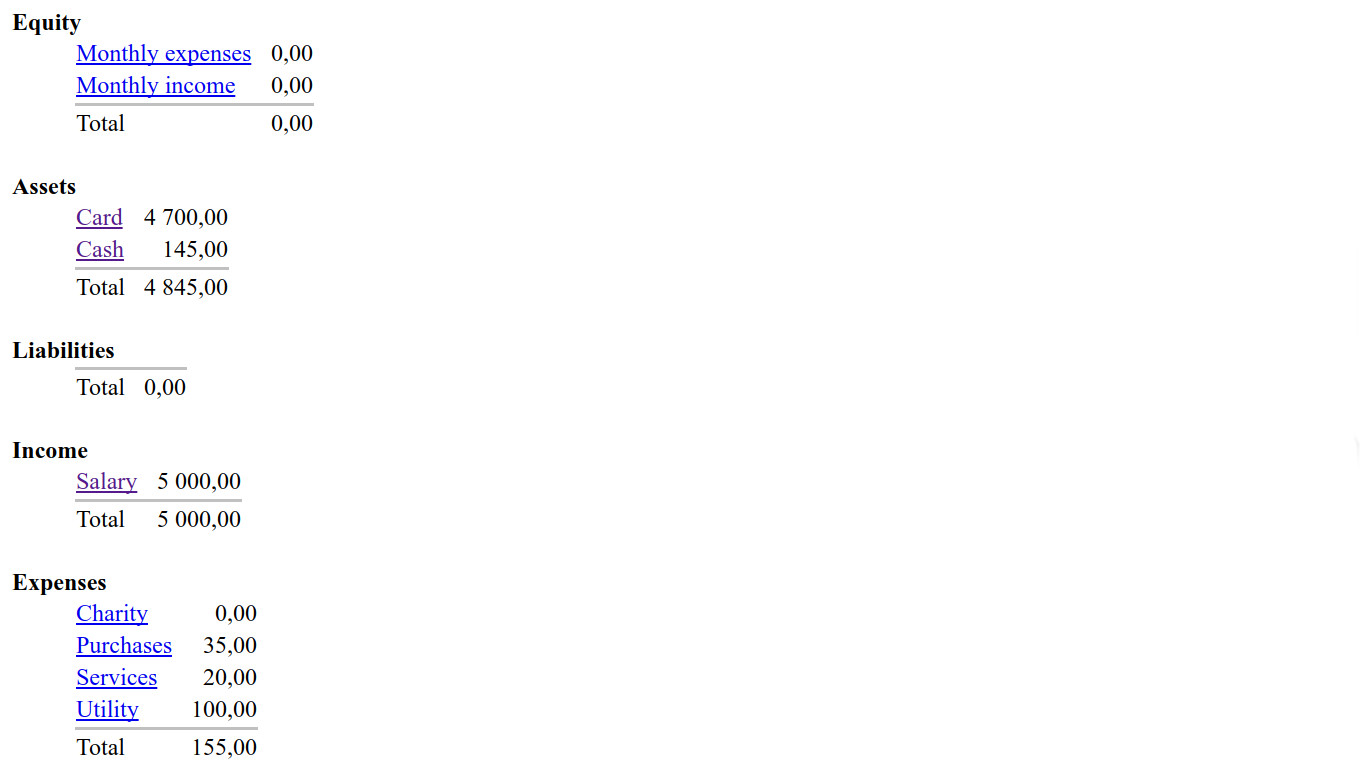 Equity
Monthly expenses 0,00
Monthly income 0,00
Total 0,00
Assets
Card 4 700,00
Cash 145,00
Total 4 845,00
Liabilities
Total 0,00
Income
Salary 5 000,00
Total 5 000,00
Expenses
Charity 0,00
Purchases 35,00
Services 20,00
Utility 100,00
Total 155,00